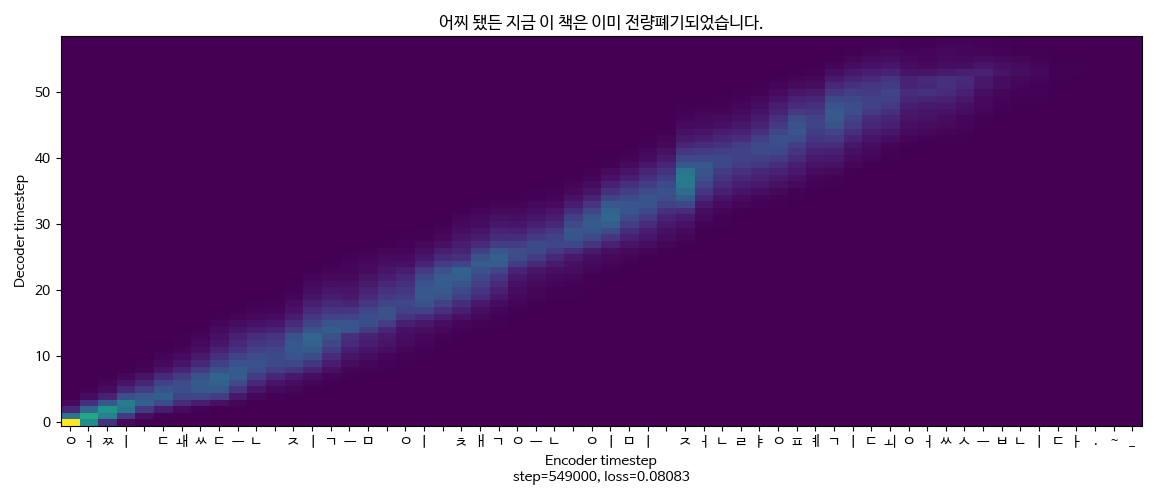 어찌 됐든 지금 이 책은 이미 전량폐기되었습니다.
Decoder timestep
50
40
30
20
10
0
ㅇ ㅓ ㅉ ㅣ ㄷ ㅙ ㅆ ㄷ ㅡ ㄴ ㅈ ㅣ ㄱ ㅡ ㅁ ㅇ ㅣ ㅊ ㅐ ㄱ ㅇ ㅡ ㄴ ㅇ ㅣ ㅁ ㅣ ㅈ ㅓ ㄴ ㄹ ㅑ ㅇ ㅍ ㅖ ㄱ ㅣ ㄷ ㅚ ㅇ ㅓ ㅆ ㅅ ㅡ ㅂ ㄴ ㅣ ㄷ ㅏ . ~ _
Encoder timestep
step=549000, loss=0.08083